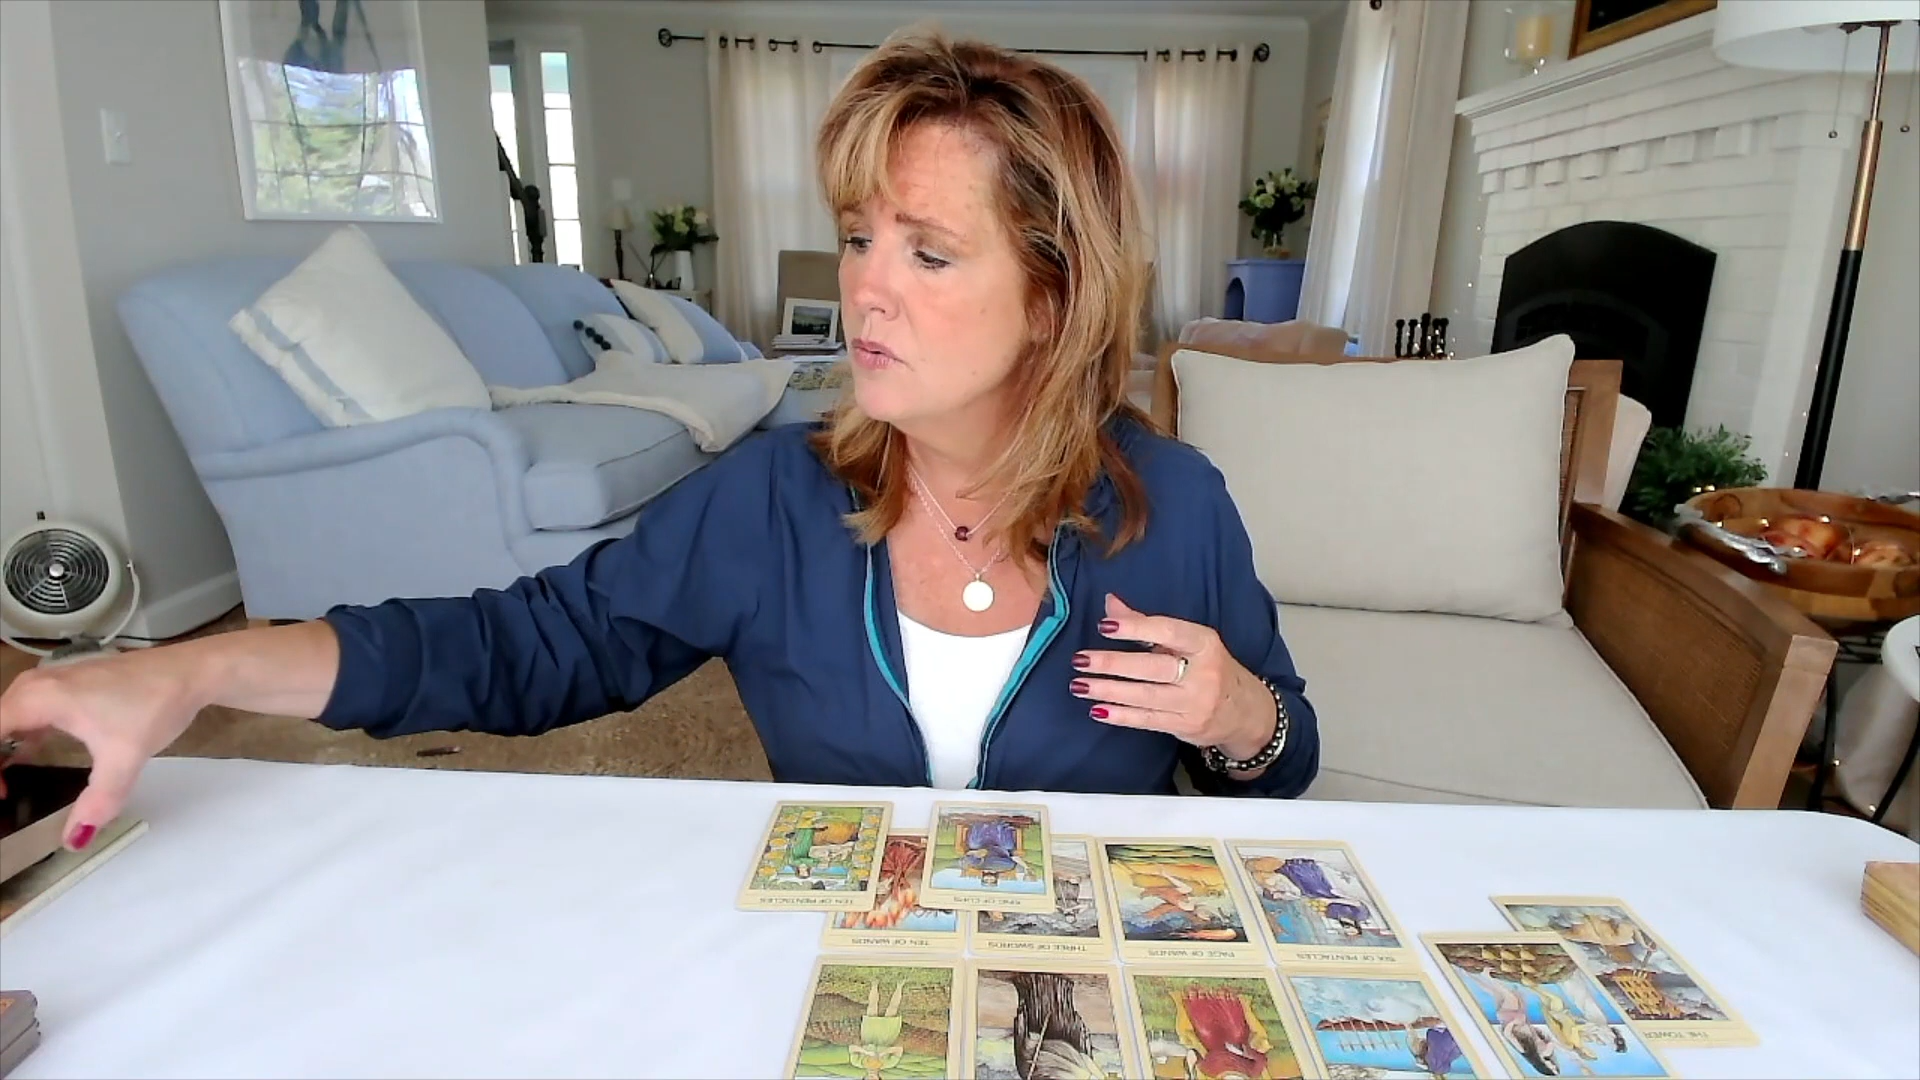 TEN OF PENTACLES
KING OF CUPS
TEN OF WANDS
THREE OF SWORDS
PAGE OF WANDS
SIX OF PENTACLES
THE TOWER